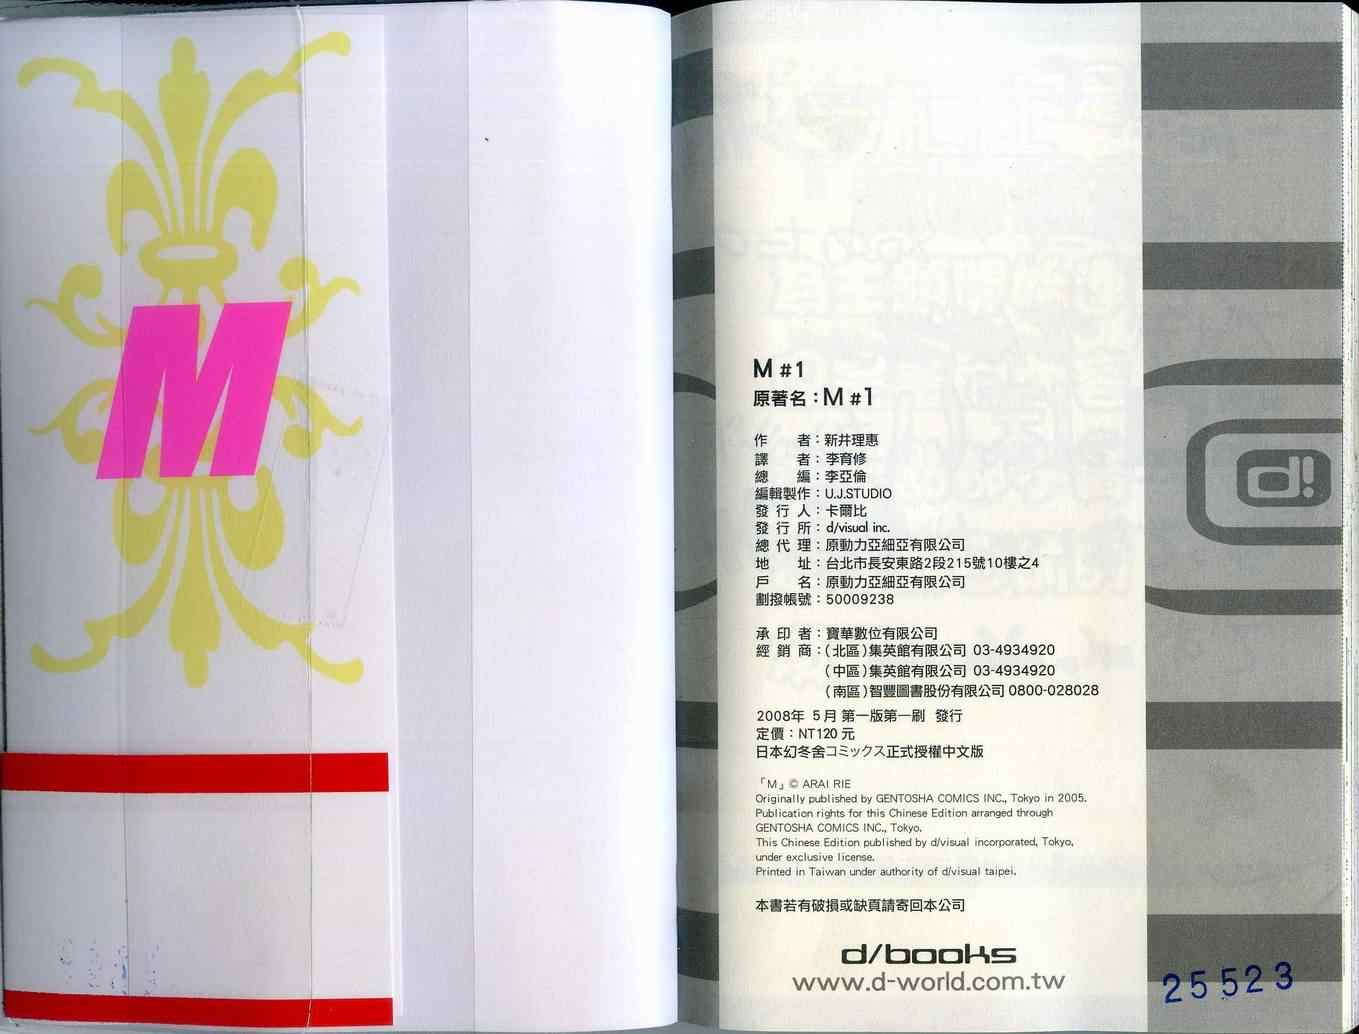 M
M #1
原著名：M #1
作　者：新井理惠
譯　者：李育修
總　編：李亞倫
編輯製作：U.J.STUDIO
發 行 人：卡爾比
發 行 所：d/visual inc.
總 代 理：原動力亞細亞有限公司
地　址：台北市長安東路2段215號10樓之4
戶　名：原動力亞細亞有限公司
劃撥帳號：50009238
承 印 者：寶華數位有限公司
經 銷 商：（北區）集英館有限公司 03-4934920
（中區）集英館有限公司 03-4934920
（南區）智豐圖書股份有限公司 0800-028028
2008年 5月 第一版第一刷 發行
定價：NT120 元
日本幻冬舍コミックス正式授權中文版
「M」© ARAI RIE
Originally published by GENTOSHA COMICS INC., Tokyo in 2005.
Publication rights for this Chinese Edition arranged through
GENTOSHA COMICS INC., Tokyo.
This Chinese Edition published by d/visual incorporated, Tokyo,
under exclusive license.
Printed in Taiwan under authority of d/visual taipei.
本書若有破損或缺頁請寄回本公司
d/books
www.d-world.com.tw
d!
25523